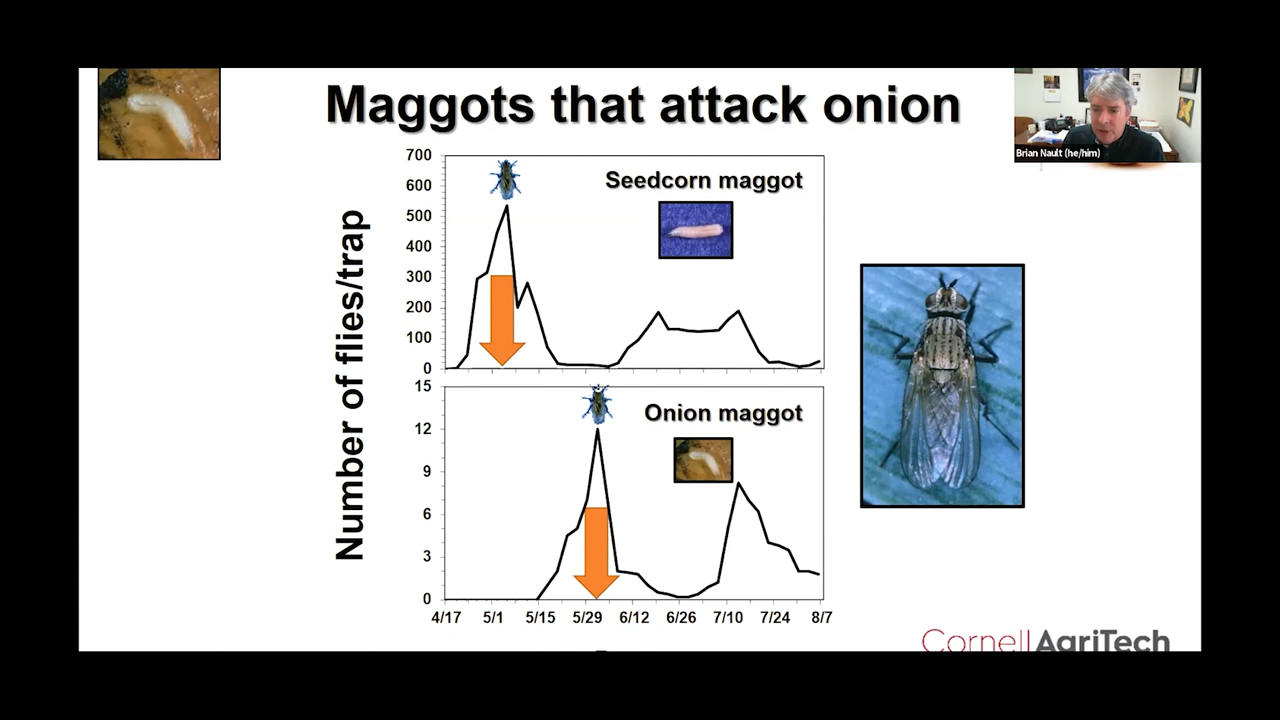 Maggots that attack onion
Brian Nault (he/him)
Number of flies/trap
700
600
500
400
300
200
100
0
Seedcorn maggot
15
12
9
6
3
0
Onion maggot
4/17 5/1 5/15 5/29 6/12 6/26 7/10 7/24 8/7
CornellAgriTech